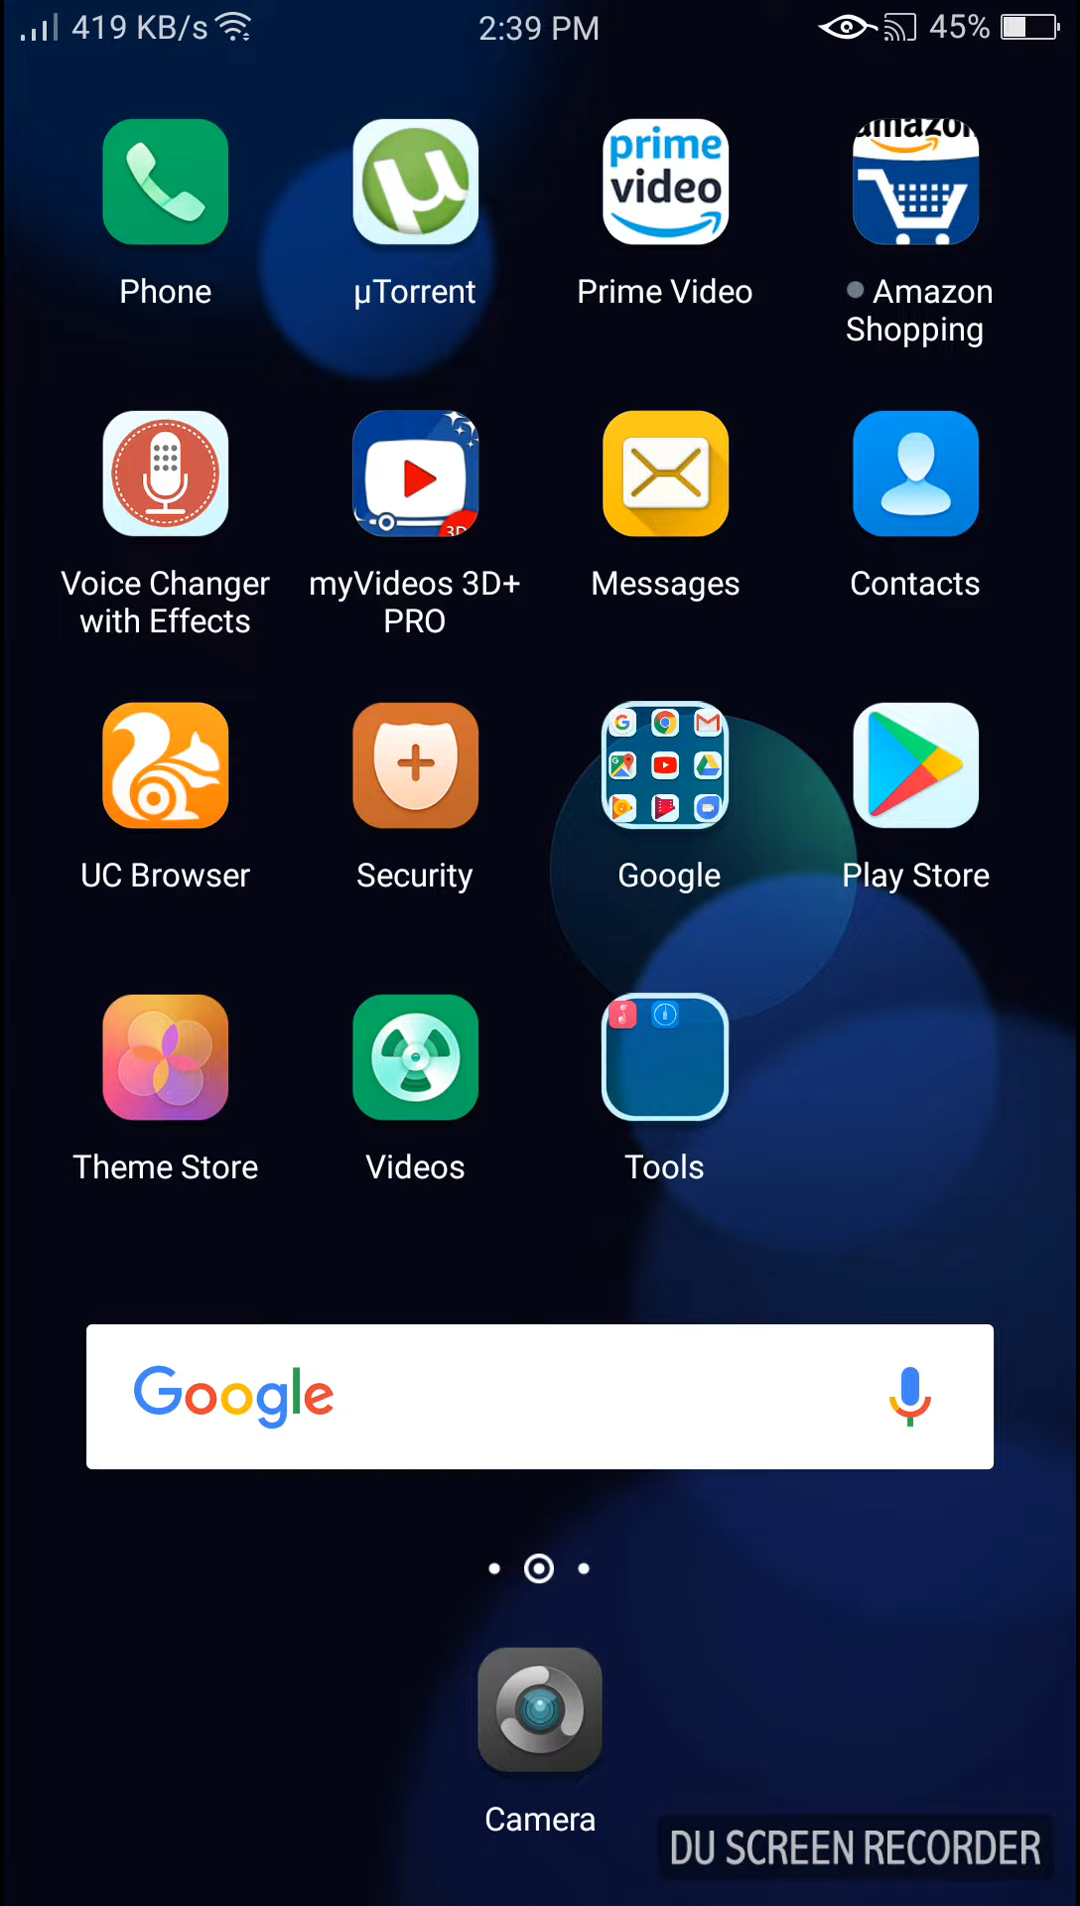 419 KB/s 2:39 PM 45%
prime
video
amazon
Phone µTorrent Prime Video Amazon
Shopping
3D
Voice Changer myVideos 3D+ Messages Contacts
with Effects PRO
UC Browser Security Google Play Store
Theme Store Videos Tools
Google
Camera
DU SCREEN RECORDER